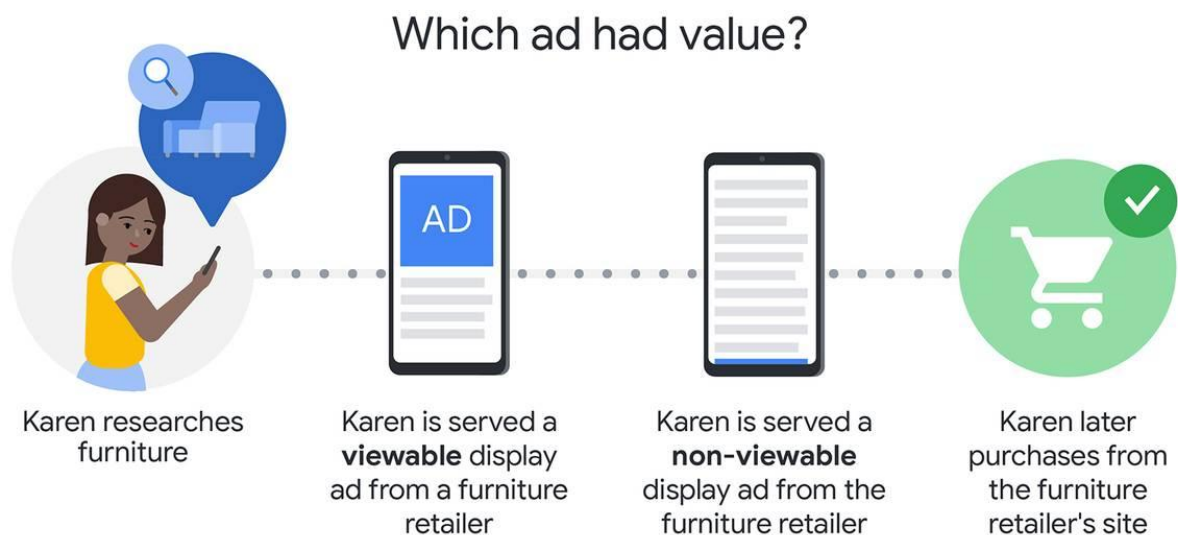 Which ad had value?
AD
Karen researches
furniture
Karen is served a
viewable display
ad from a furniture
retailer
Karen is served a
non-viewable
display ad from the
furniture retailer
Karen later
purchases from
the furniture
retailer's site